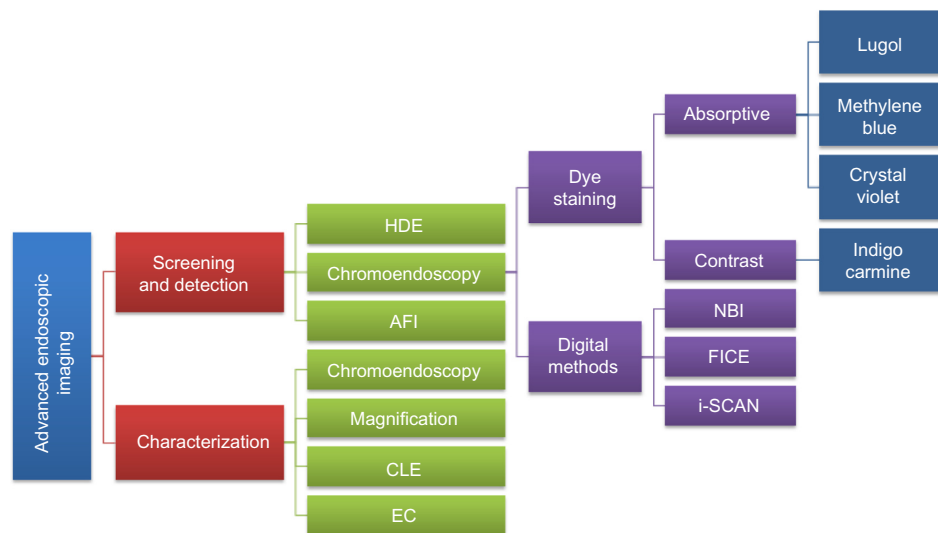 Advanced endoscopic
imaging
Screening
and detection
Characterization
HDE
Chromoendoscopy
AFI
Chromoendoscopy
Magnification
CLE
EC
Dye
staining
Digital
methods
Absorptive
Contrast
NBI
FICE
i-SCAN
Lugol
Methylene
blue
Crystal
violet
Indigo
carmine